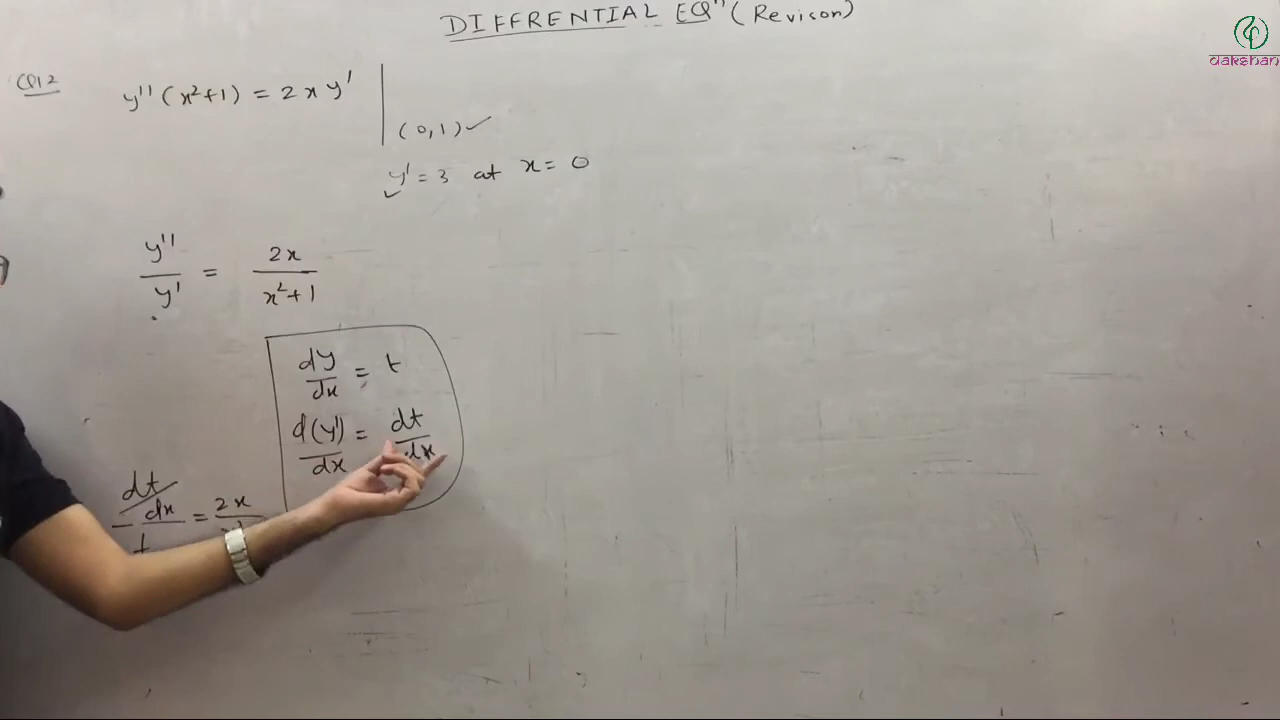 DIFFRENTIAL EQⁿ (Revison)
dakshana
Q12
y'' (x²+1) = 2xy'
(0,1) ✓
y' = 3 at x = 0
y''/y' = 2x/x²+1
dy/dx = t
d(y')/dx = dt/dx
dt/dx/t = 2x